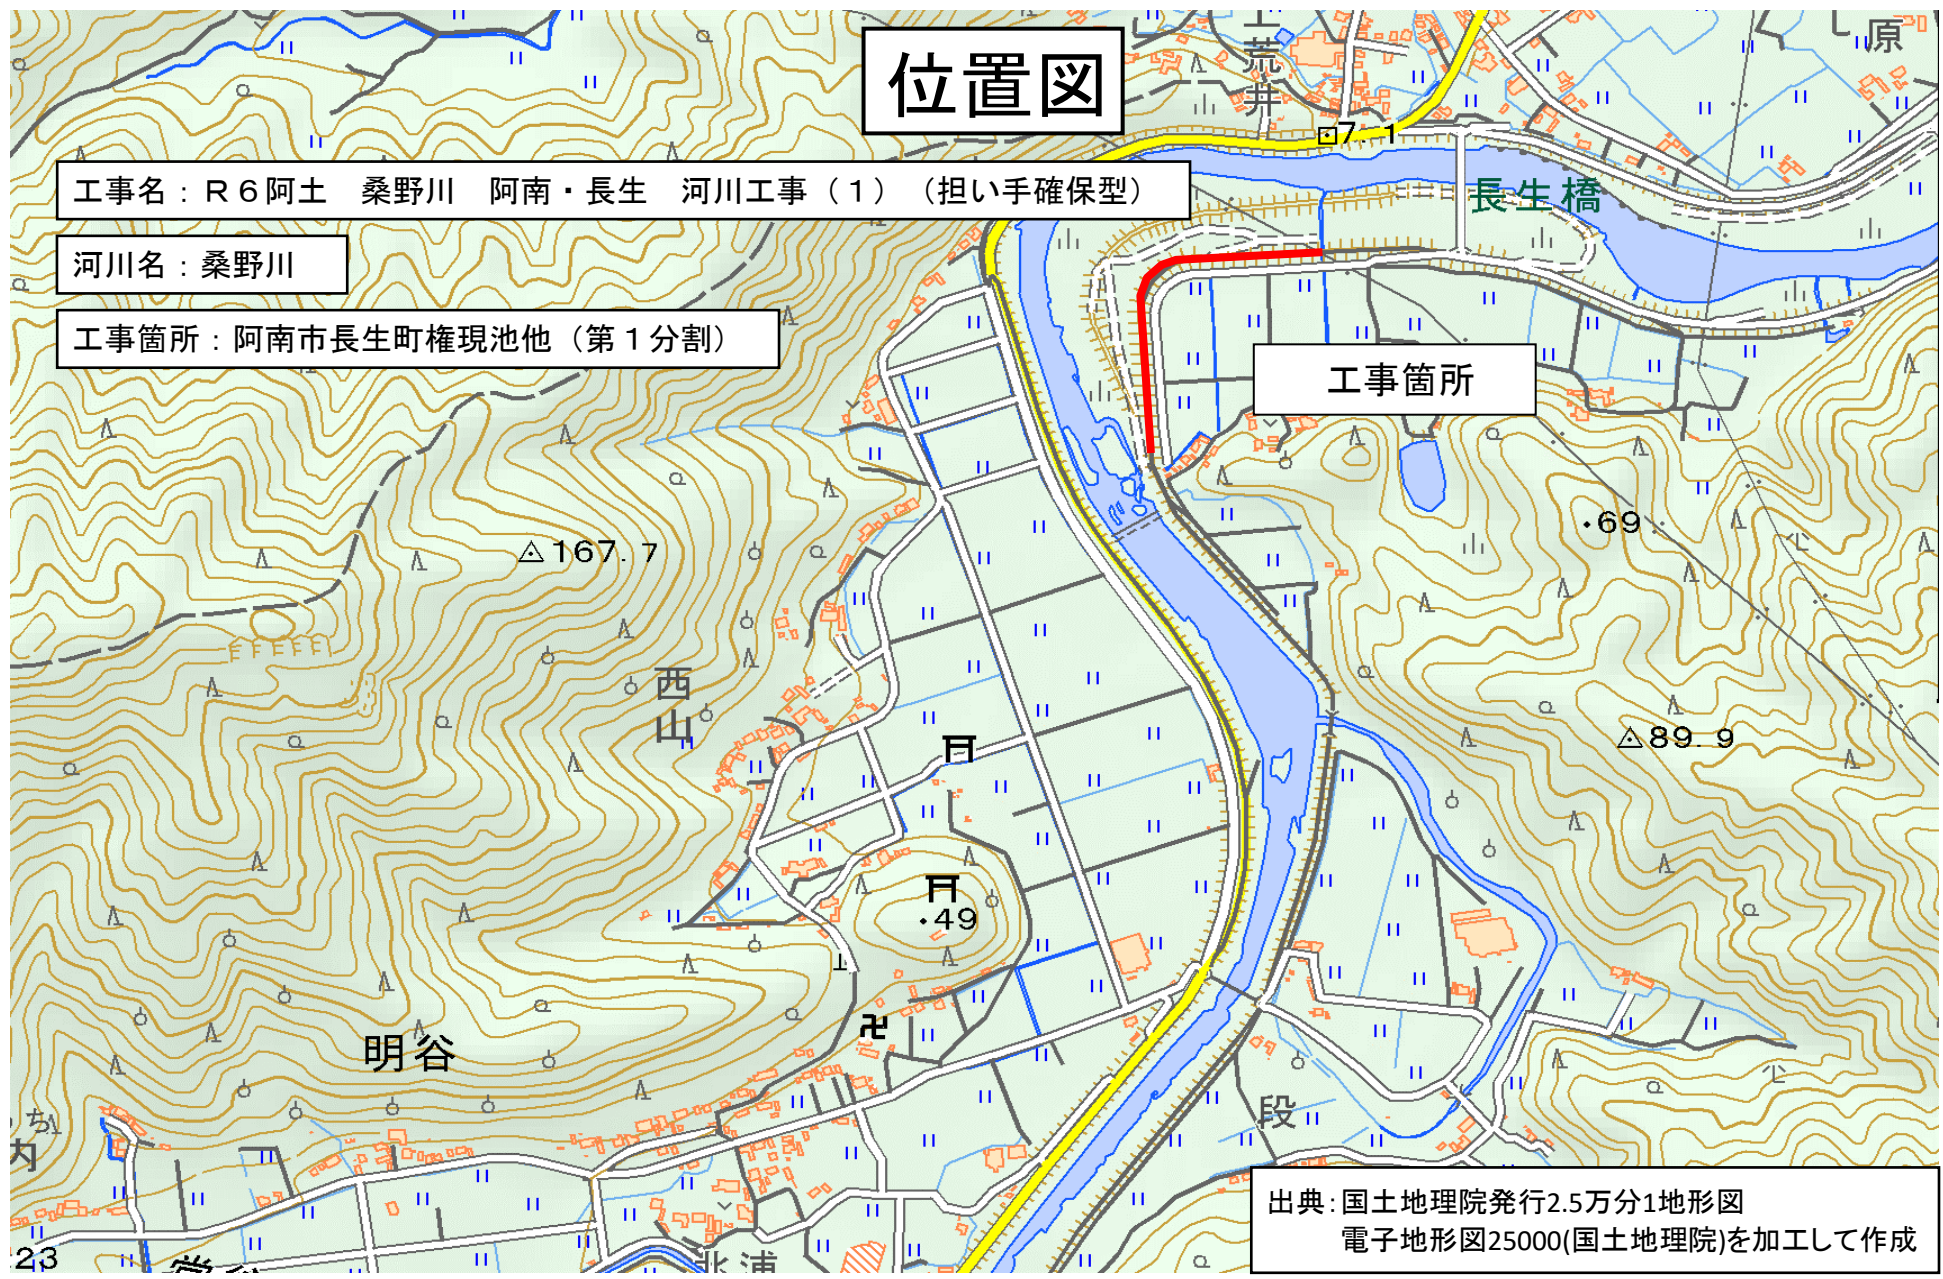 位置図
上荒井
原
7.1
工事名：Ｒ６阿土　桑野川　阿南・長生　河川工事（１）（担い手確保型）
長生橋
河川名：桑野川
工事箇所：阿南市長生町権現池他（第１分割）
工事箇所
167.7
69
西山
89.9
49
明谷
段
内
23
北浦
出典：国土地理院発行2.5万分1地形図
電子地形図25000(国土地理院)を加工して作成